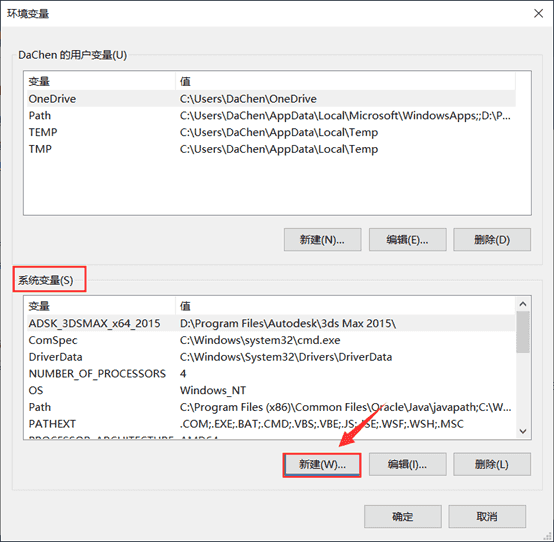 环境变量
DaChen 的用户变量(U)
变量 值
OneDrive C:\Users\DaChen\OneDrive
Path C:\Users\DaChen\AppData\Local\Microsoft\WindowsApps;;D:\P...
TEMP C:\Users\DaChen\AppData\Local\Temp
TMP C:\Users\DaChen\AppData\Local\Temp
新建(N)... 编辑(E)... 删除(D)
系统变量(S)
变量 值
ADSK_3DSMAX_x64_2015 D:\Program Files\Autodesk\3ds Max 2015\
ComSpec C:\Windows\system32\cmd.exe
DriverData C:\Windows\System32\Drivers\DriverData
NUMBER_OF_PROCESSORS 4
OS Windows_NT
Path C:\Program Files (x86)\Common Files\Oracle\Java\javapath;C:\W...
PATHEXT .COM;.EXE;.BAT;.CMD;.VBS;.VBE;.JS;.JSE;.WSF;.WSH;.MSC
PROCESSOR_ARCHITECTURE AMD64
新建(W)... 编辑(I)... 删除(L)
确定 取消